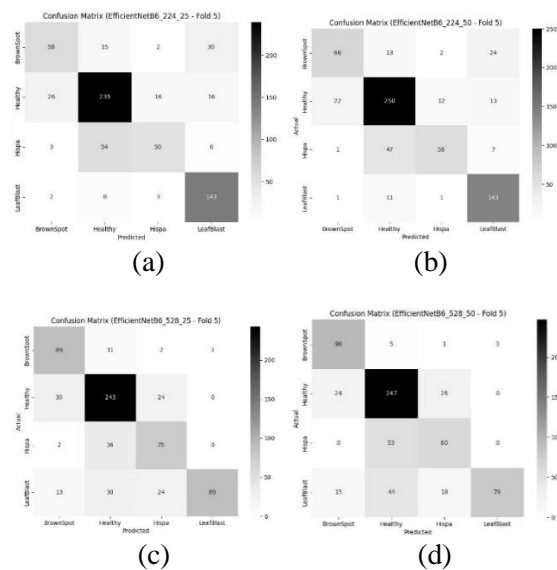 Confusion Matrix (EfficientNetB6_224_25 - Fold 5)
BrownSpot 58 15 2 30
Healthy 26 239 16 16
Hispa 3 54 50 6
LeafBlast 2 8 3 143
BrownSpot Healthy Hispa LeafBlast
Predicted
Actual
200
150
100
50
(a)
Confusion Matrix (EfficientNetB6_224_50 - Fold 5)
BrownSpot 66 13 2 24
Healthy 22 250 12 13
Hispa 1 47 58 7
LeafBlast 1 11 1 143
BrownSpot Healthy Hispa LeafBlast
Predicted
Actual
250
200
150
100
50
(b)
Confusion Matrix (EfficientNetB6_528_25 - Fold 5)
BrownSpot 89 11 2 3
Healthy 30 243 24 0
Hispa 2 36 75 0
LeafBlast 13 30 24 89
BrownSpot Healthy Hispa LeafBlast
Predicted
Actual
200
150
100
50
0
(c)
Confusion Matrix (EfficientNetB6_528_50 - Fold 5)
BrownSpot 96 5 1 3
Healthy 24 247 26 0
Hispa 0 53 60 0
LeafBlast 15 44 18 79
BrownSpot Healthy Hispa LeafBlast
Predicted
Actual
(d)